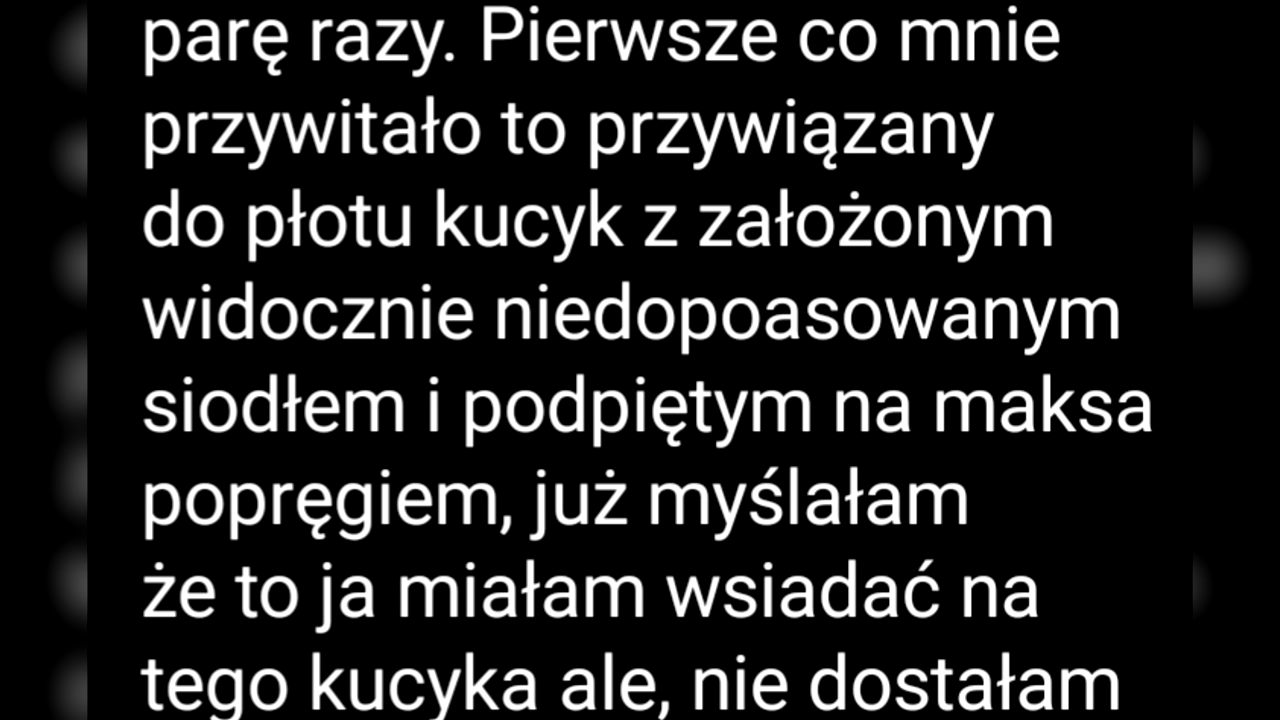 parę razy. Pierwsze co mnie
przywitało to przywiązany
do płotu kucyk z założonym
widocznie niedopoasowanym
siodłem i podpiętym na maksa
popręgiem, już myślałam
że to ja miałam wsiadać na
tego kucyka ale, nie dostałam